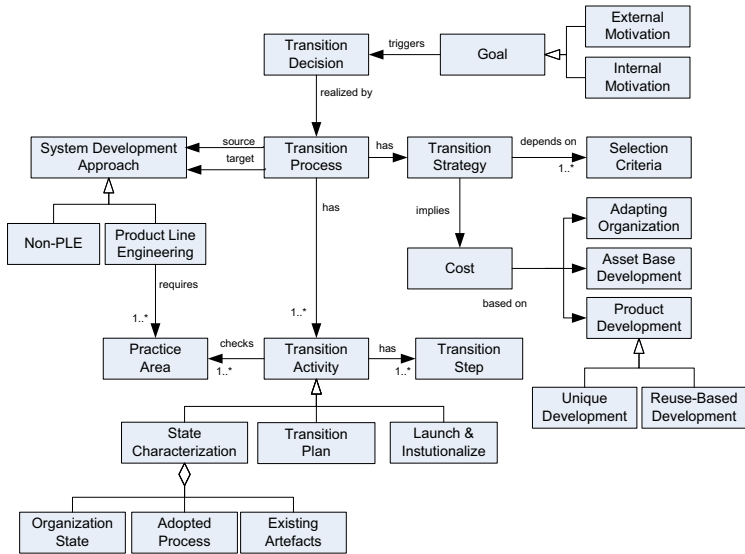 External
Motivation
Transition
Decision
triggers
Goal
Internal
Motivation
realized by
System Development
Approach
source
target
Transition
Process
has
Transition
Strategy
depends on
1..*
Selection
Criteria
has
implies
Non-PLE
Product Line
Engineering
Adapting
Organization
Cost
Asset Base
Development
requires
based on
Product
Development
1..*
1..*
Practice
Area
checks
1..*
Transition
Activity
has
1..*
Transition
Step
Unique
Development
Reuse-Based
Development
State
Characterization
Transition
Plan
Launch &
Instutionalize
Organization
State
Adopted
Process
Existing
Artefacts